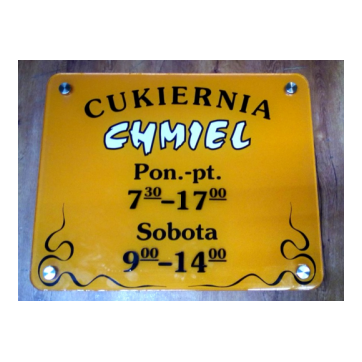 CUKIERNIA
CHMIEL
Pon.-pt.
7³⁰-17⁰⁰
Sobota
9⁰⁰-14⁰⁰